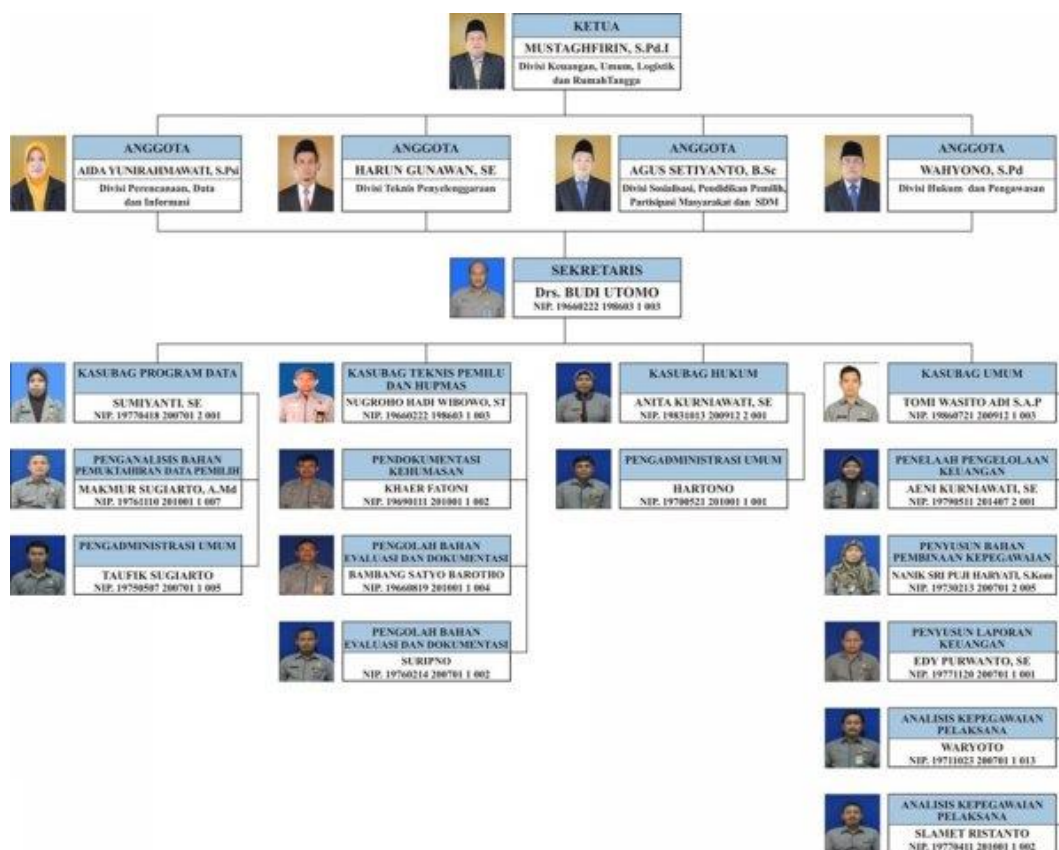 KETUA
MUSTAGHFIRIN, S.Pd.I
Divisi Keuangan, Umum, Logistik
dan RumahTangga
ANGGOTA
AIDA YUNIRAHMAWATI, S.Psi
Divisi Perencanaan, Data
dan Informasi
ANGGOTA
HARUN GUNAWAN, SE
Divisi Teknis Penyelenggaraan
ANGGOTA
AGUS SETIYANTO, B.Sc
Divisi Sosialisasi, Pendidikan Pemilih,
Partisipasi Masyarakat dan SDM
ANGGOTA
WAHYONO, S.Pd
Divisi Hukum dan Pengawasan
SEKRETARIS
Drs. BUDI UTOMO
NIP. 19660222 198603 1 003
KASUBAG PROGRAM DATA
SUMIYANTI, SE
NIP. 19770418 200701 2 001
PENGANALISIS BAHAN
PEMUKTAHIRAN DATA PEMILIH
MAKMUR SUGIARTO, A.Md
NIP. 19761110 201001 1 007
PENGADMINISTRASI UMUM
TAUFIK SUGIARTO
NIP. 19750507 200701 1 005
KASUBAG TEKNIS PEMILU
DAN HUPMAS
NUGROHO HADI WIBOWO, ST
NIP. 19660222 198603 1 003
PENDOKUMENTASI
KEHUMASAN
KHAER FATONI
NIP. 19690111 201001 1 002
PENGOLAH BAHAN
EVALUASI DAN DOKUMENTASI
BAMBANG SATYO BAROTHO
NIP. 19660819 201001 1 004
PENGOLAH BAHAN
EVALUASI DAN DOKUMENTASI
SURIPNO
NIP. 19760214 200701 1 002
KASUBAG HUKUM
ANITA KURNIAWATI, SE
NIP. 19831013 200912 2 001
PENGADMINISTRASI UMUM
HARTONO
NIP. 19700523 201001 1 001
KASUBAG UMUM
TOMI WASITO ADI S.A.P
NIP. 19860721 200912 1 003
PENELAAH PENGELOLAAN
KEUANGAN
AENI KURNIAWATI, SE
NIP. 19790511 201407 2 001
PENYUSUN BAHAN
PEMBINAAN KEPEGAWAIAN
NANIK SRI PUJI HARYATI, S.Kom
NIP. 19730213 200701 2 005
PENYUSUN LAPORAN
KEUANGAN
EDY PURWANTO, SE
NIP. 19771120 200701 1 001
ANALISIS KEPEGAWAIAN
PELAKSANA
WARYOTO
NIP. 19711023 200701 1 013
ANALISIS KEPEGAWAIAN
PELAKSANA
SLAMET RISTANTO
NIP. 19770411 201001 1 002